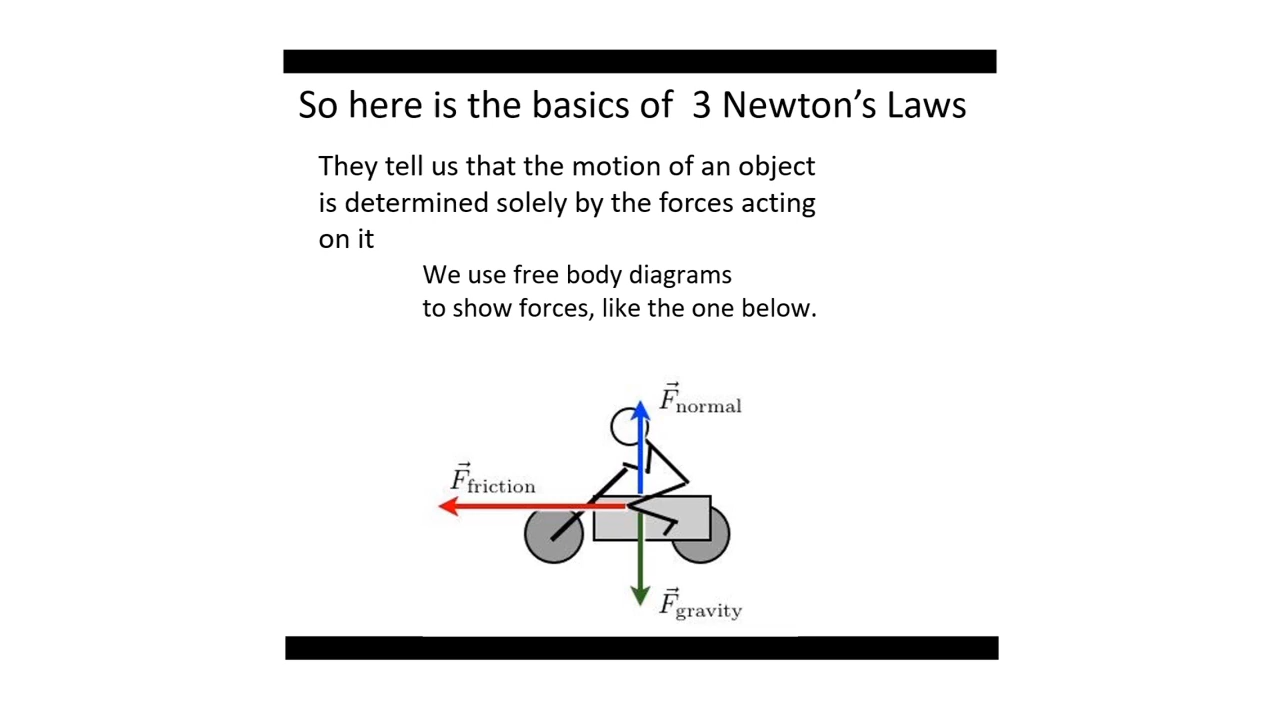 So here is the basics of  3 Newton’s Laws
They tell us that the motion of an object
is determined solely by the forces acting
on it
We use free body diagrams
to show forces, like the one below.
F⃗normal
F⃗friction
F⃗gravity